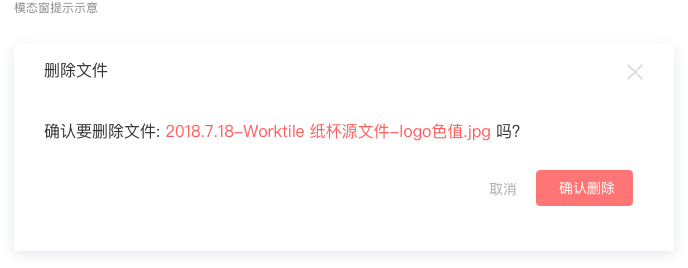 模态窗提示示意
删除文件
确认要删除文件: 2018.7.18-Worktile 纸杯源文件-logo色值.jpg 吗?
取消 确认删除